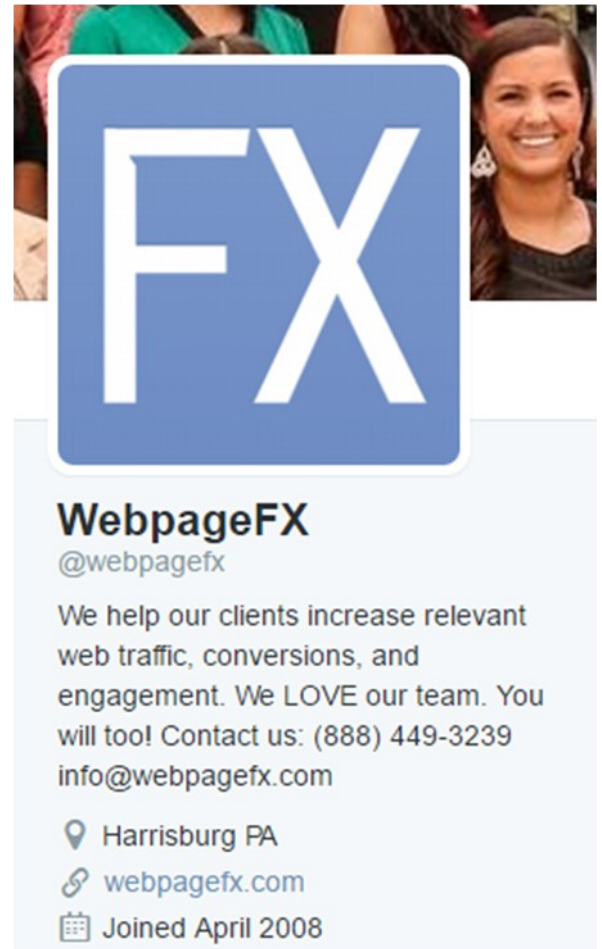 FX
WebpageFX
@webpagefx
We help our clients increase relevant
web traffic, conversions, and
engagement. We LOVE our team. You
will too! Contact us: (888) 449-3239
info@webpagefx.com
Harrisburg PA
webpagefx.com
Joined April 2008